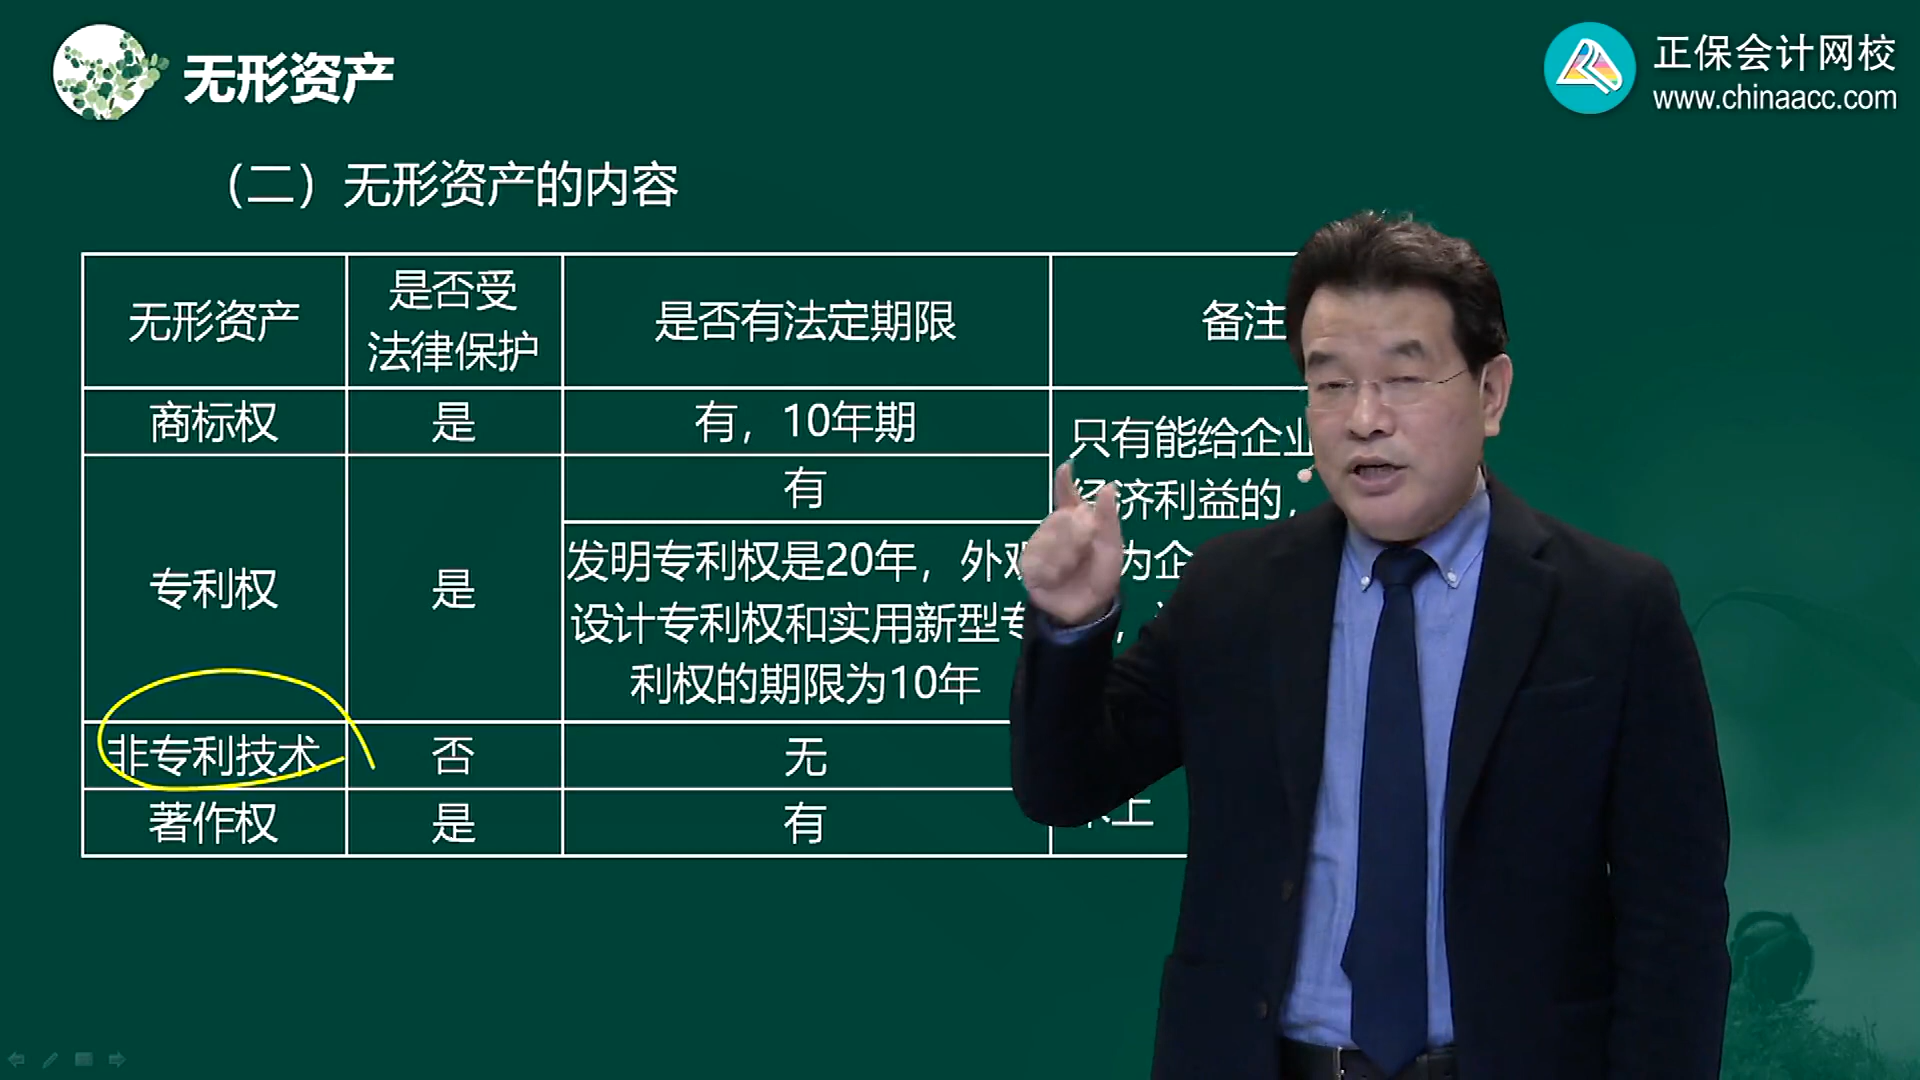 无形资产
正保会计网校
www.chinaacc.com
（二）无形资产的内容
无形资产
是否受
法律保护
是否有法定期限
备注
商标权
是
有，10年期
只有能给企业
经济利益的，
专利权
是
有
发明专利权是20年，外观
设计专利权和实用新型专
利权的期限为10年
为企
非专利技术
否
无
著作权
是
有
上